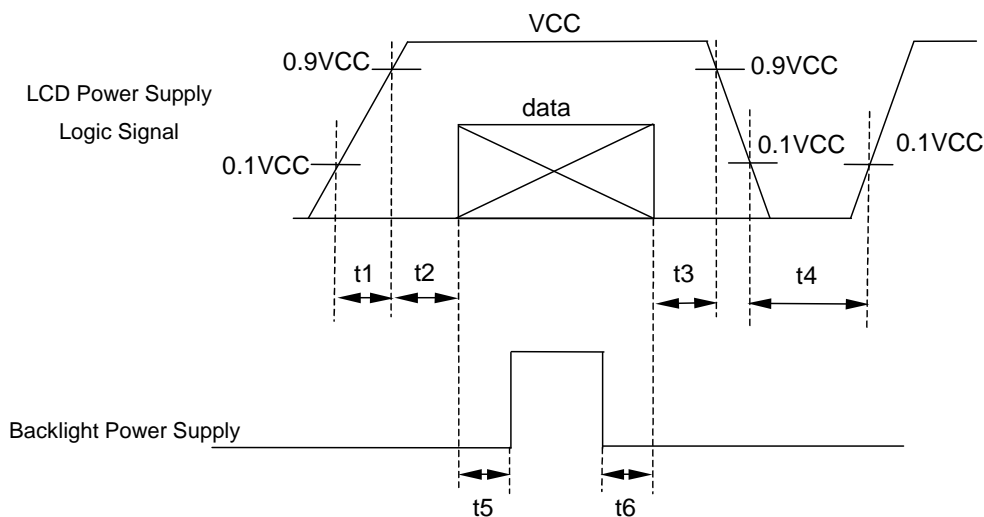 VCC
0.9VCC
0.9VCC
LCD Power Supply
Logic Signal
data
0.1VCC
0.1VCC
0.1VCC
t1
t2
t3
t4
Backlight Power Supply
t5
t6